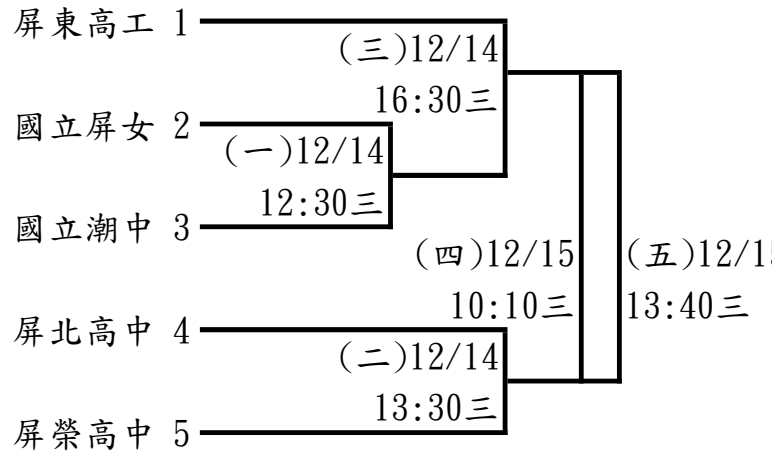 屏東高工 1
(三)12/14
16:30三
國立屏女 2
(一)12/14
12:30三
國立潮中 3
(四)12/15
(五)12/15
10:10三
13:40三
屏北高中 4
(二)12/14
13:30三
屏榮高中 5